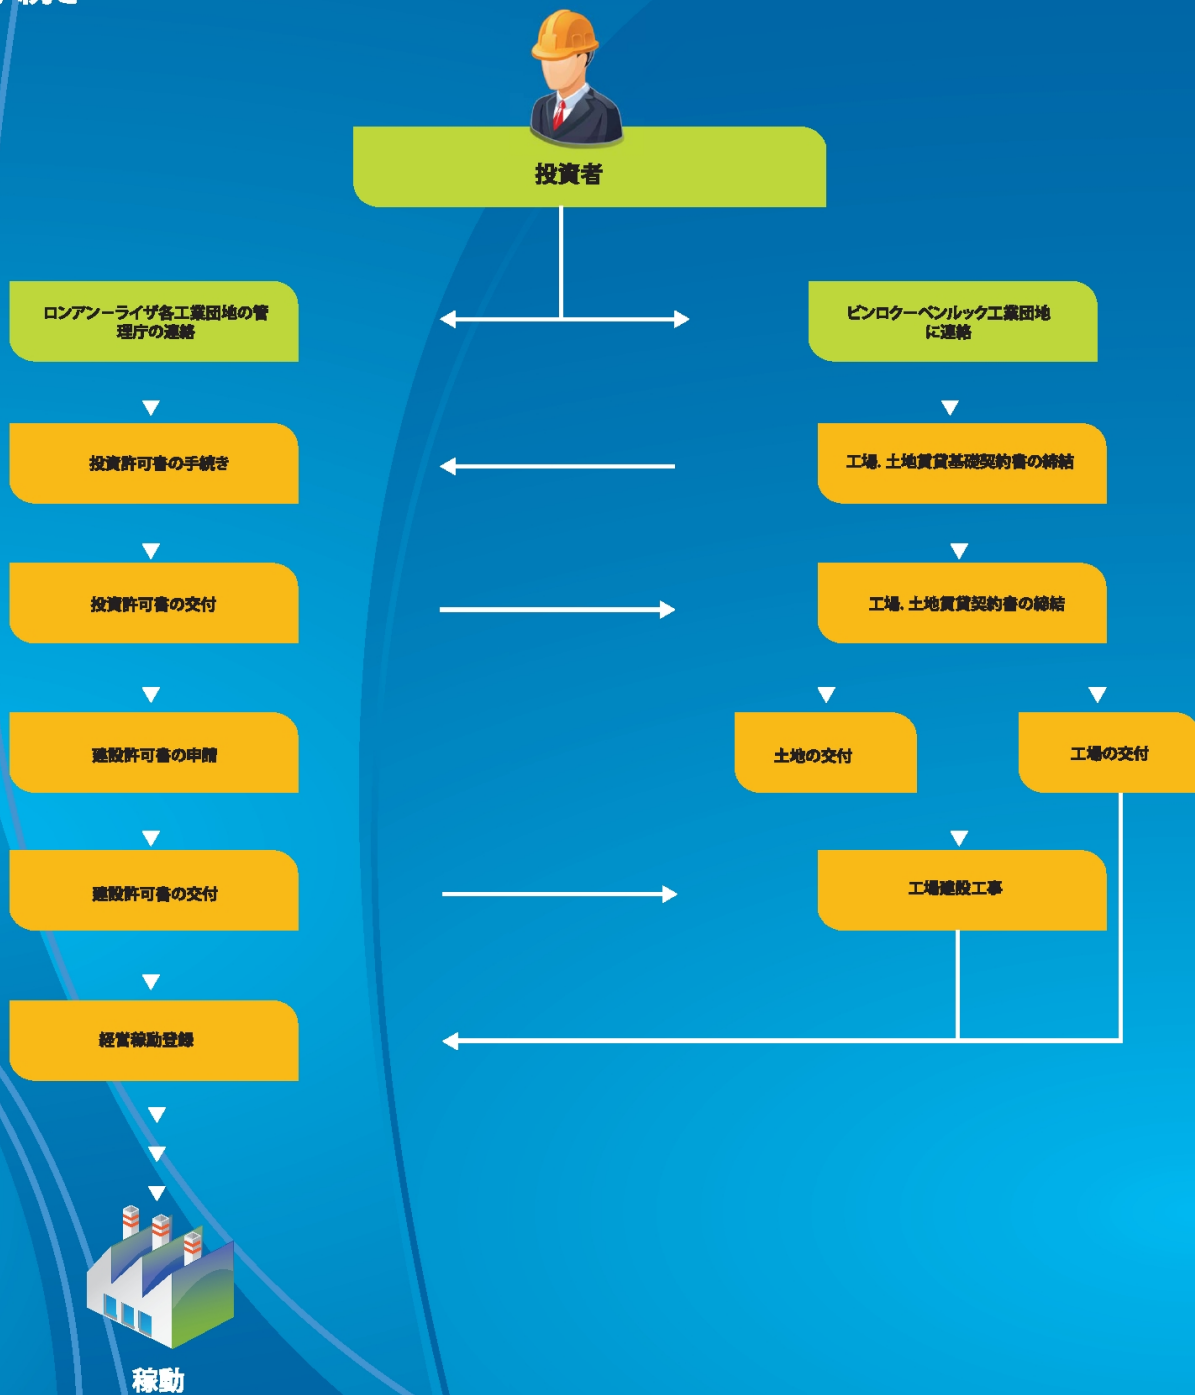 続き
投資者
ロンアンーライザ各工業団地の管
理庁の連絡
ビンロクーベンルック工業団地
に連絡
投資許可書の手続き
工場. 土地賃貸基礎契約書の締結
投資許可書の交付
工場. 土地賃貸契約書の締結
建設許可書の申請
土地の交付
工場の交付
建設許可書の交付
工場建設工事
経営稼動登録
稼動